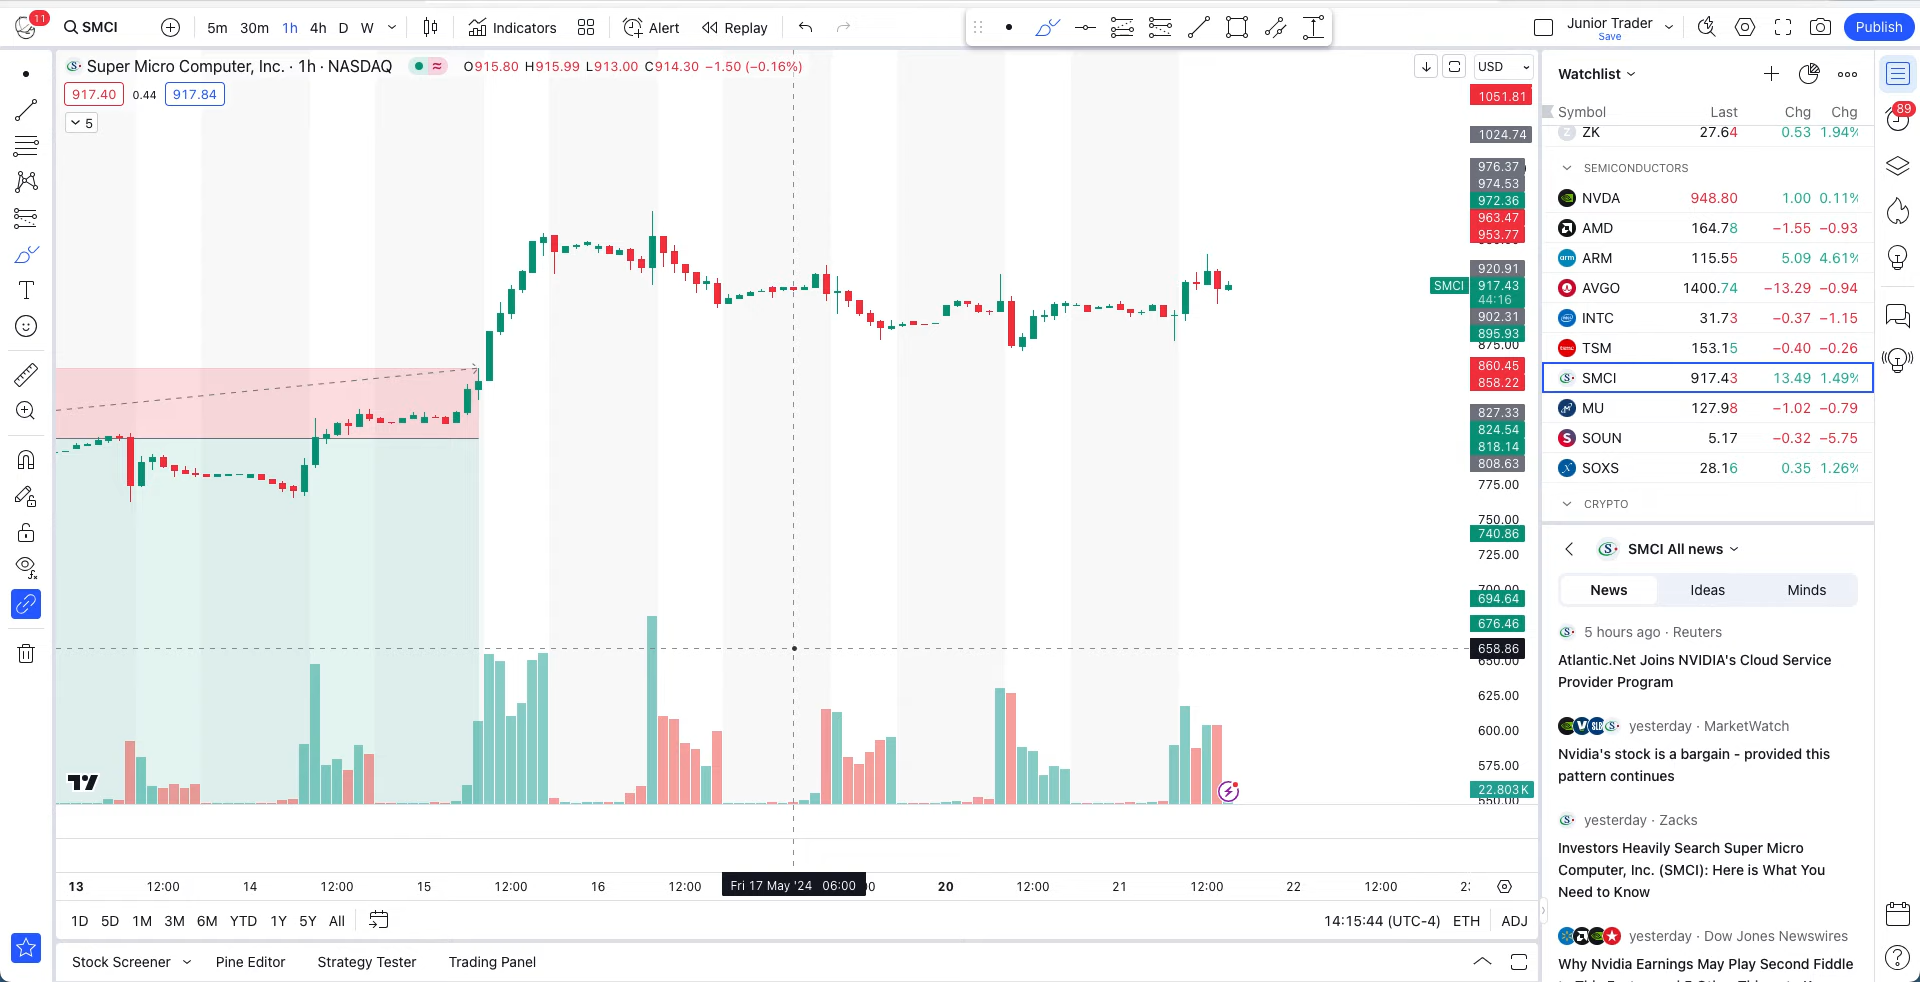 11
SMCI
5m 30m 1h 4h D W
Indicators
Alert
Replay
Junior Trader
Save
Publish
Super Micro Computer, Inc. · 1h · NASDAQ
O915.80 H915.99 L913.00 C914.30 −1.50 (−0.16%)
917.40 0.44 917.84
5
USD
1051.81
1024.74
976.37
974.53
972.36
963.47
953.77
920.91
SMCI 917.43
44:16
902.31
895.93
875.00
860.45
858.22
827.33
824.54
818.14
808.63
775.00
750.00
740.86
725.00
700.00
694.64
676.46
658.86
650.00
625.00
600.00
575.00
22.803K
550.00
13 12:00 14 12:00 15 12:00 16 12:00 Fri 17 May '24 06:00 20 12:00 21 12:00 22 12:00
1D 5D 1M 3M 6M YTD 1Y 5Y All
14:15:44 (UTC-4) ETH ADJ
Stock Screener Pine Editor Strategy Tester Trading Panel
Watchlist
Symbol Last Chg Chg
ZK 27.64 0.53 1.94%
SEMICONDUCTORS
NVDA 948.80 1.00 0.11%
AMD 164.78 −1.55 −0.93
ARM 115.55 5.09 4.61%
AVGO 1400.74 −13.29 −0.94
INTC 31.73 −0.37 −1.15
TSM 153.15 −0.40 −0.26
SMCI 917.43 13.49 1.49%
MU 127.98 −1.02 −0.79
SOUN 5.17 −0.32 −5.75
SOXS 28.16 0.35 1.26%
CRYPTO
SMCI All news
News Ideas Minds
5 hours ago · Reuters
Atlantic.Net Joins NVIDIA's Cloud Service
Provider Program
yesterday · MarketWatch
Nvidia's stock is a bargain - provided this
pattern continues
yesterday · Zacks
Investors Heavily Search Super Micro
Computer, Inc. (SMCI): Here is What You
Need to Know
yesterday · Dow Jones Newswires
Why Nvidia Earnings May Play Second Fiddle
89